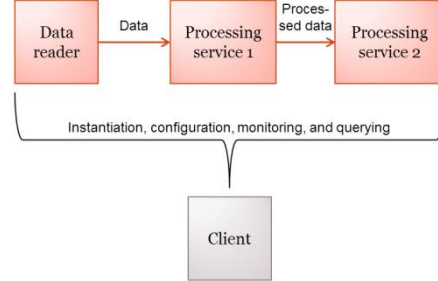 Data
reader
Data
Processing
service 1
Proces-
sed data
Processing
service 2
Instantiation, configuration, monitoring, and querying
Client